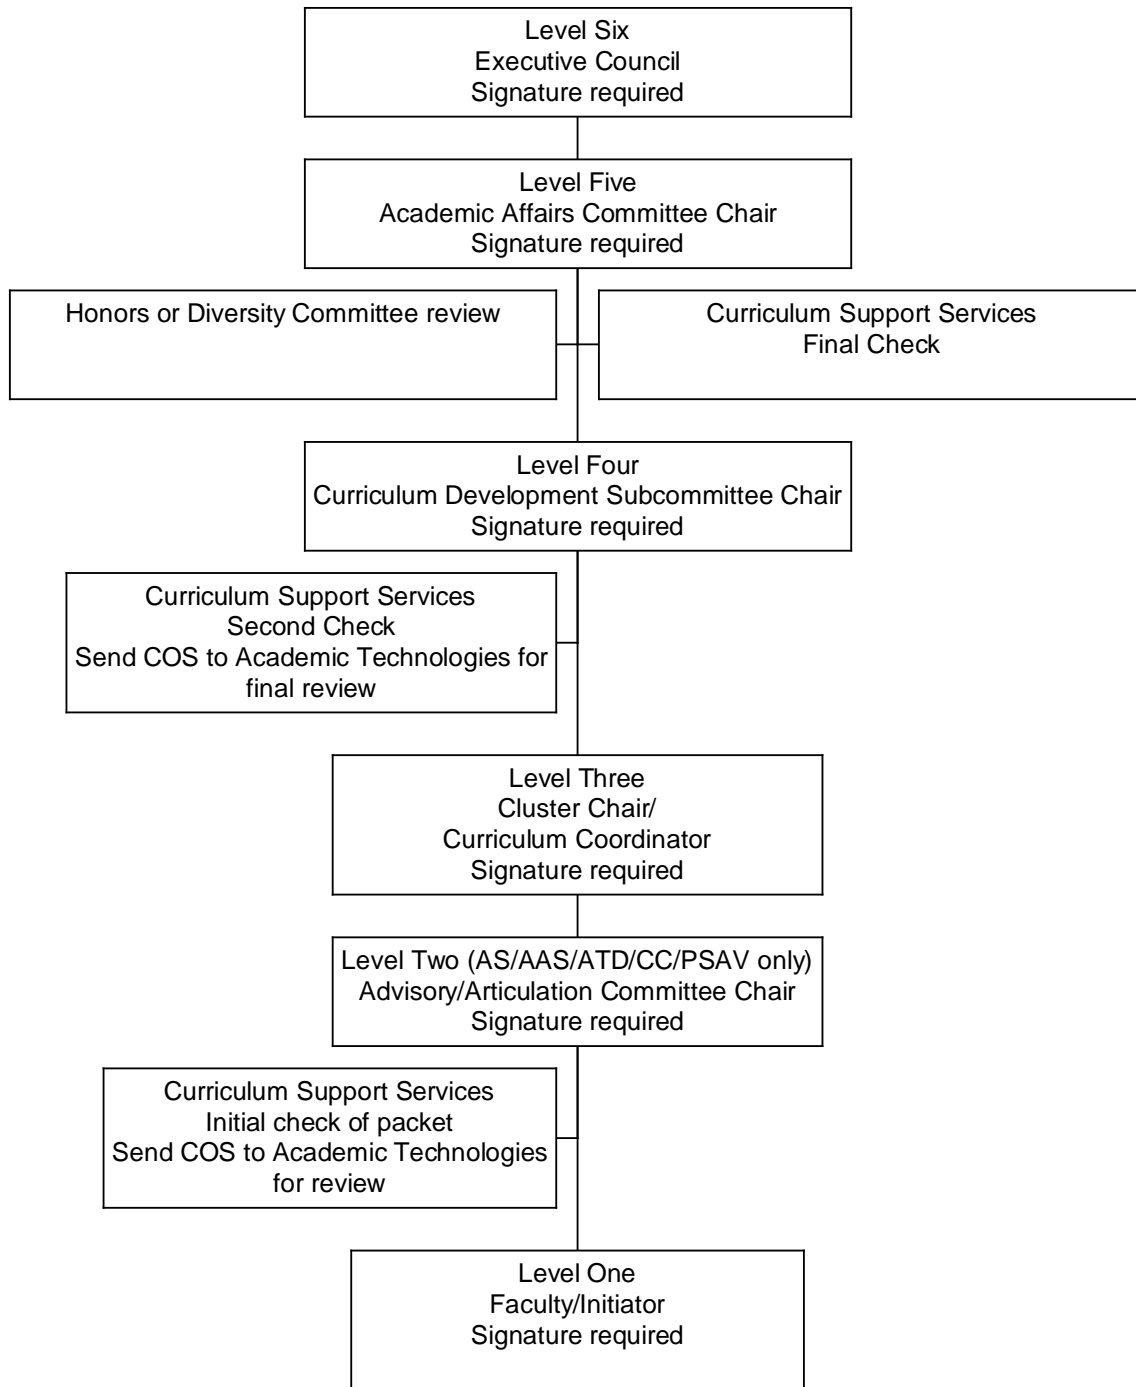 Level Six
Executive Council
Signature required
Level Five
Academic Affairs Committee Chair
Signature required
Honors or Diversity Committee review
Curriculum Support Services
Final Check
Level Four
Curriculum Development Subcommittee Chair
Signature required
Curriculum Support Services
Second Check
Send COS to Academic Technologies for
final review
Level Three
Cluster Chair/
Curriculum Coordinator
Signature required
Level Two (AS/AAS/ATD/CC/PSAV only)
Advisory/Articulation Committee Chair
Signature required
Curriculum Support Services
Initial check of packet
Send COS to Academic Technologies
for review
Level One
Faculty/Initiator
Signature required